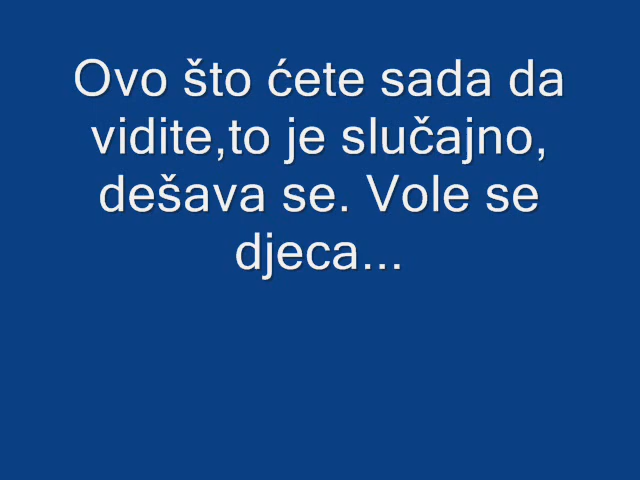 Ovo što ćete sada da
vidite,to je slučajno,
dešava se. Vole se
djeca...